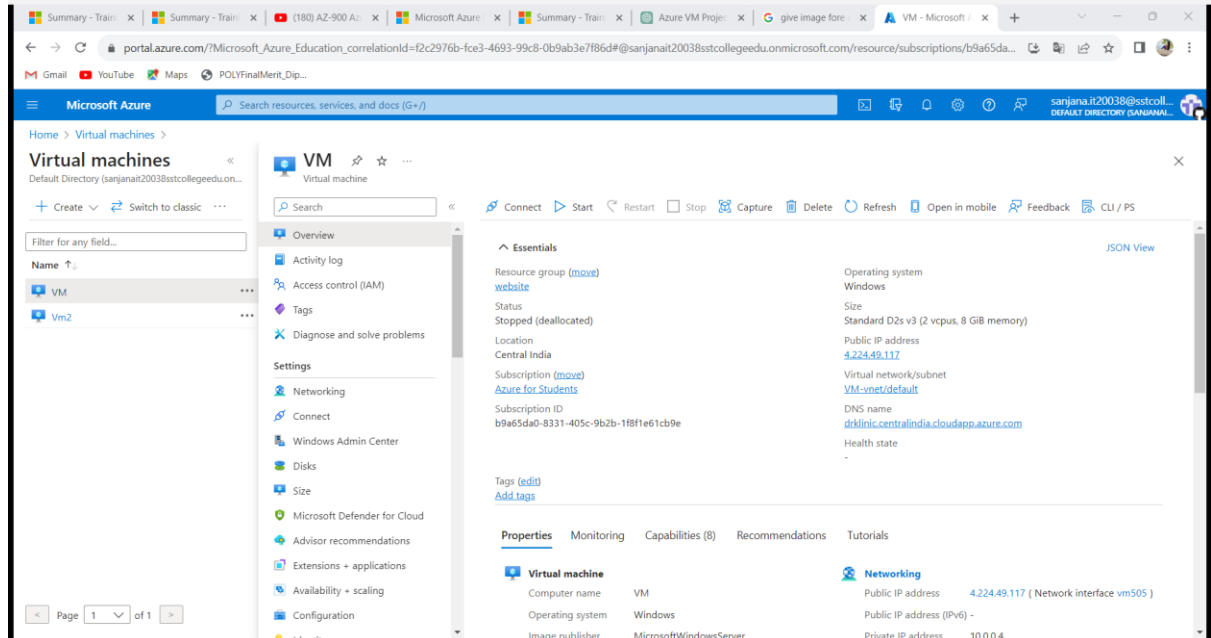 Summary - Traini
Summary - Traini
(180) AZ-900 Az
Microsoft Azure
Summary - Traini
Azure VM Projec
give image fore
VM - Microsoft A
portal.azure.com/?Microsoft_Azure_Education_correlationId=f2c2976b-fce3-4693-99c8-0b9ab3e7f86d#@sanjanait20038sstcollegeedu.onmicrosoft.com/resource/subscriptions/b9a65da...
Gmail YouTube Maps POLYFinalMerit_Dip...
Microsoft Azure
Search resources, services, and docs (G+/)
sanjana.it20038@sstcoll...
DEFAULT DIRECTORY (SANJANAI...
Home > Virtual machines >
Virtual machines
Default Directory (sanjanait20038sstcollegeedu.on...
Create Switch to classic ...
Filter for any field...
Name
VM
Vm2
Page 1 of 1
VM
Virtual machine
Search
Overview
Activity log
Access control (IAM)
Tags
Diagnose and solve problems
Settings
Networking
Connect
Windows Admin Center
Disks
Size
Microsoft Defender for Cloud
Advisor recommendations
Extensions + applications
Availability + scaling
Configuration
Connect Start Restart Stop Capture Delete Refresh Open in mobile Feedback CLI / PS
Essentials
JSON View
Resource group (move)
website
Status
Stopped (deallocated)
Location
Central India
Subscription (move)
Azure for Students
Subscription ID
b9a65da0-8331-405c-9b2b-1f8f1e61cb9e
Operating system
Windows
Size
Standard D2s v3 (2 vcpus, 8 GiB memory)
Public IP address
4.224.49.117
Virtual network/subnet
VM-vnet/default
DNS name
drklinic.centralindia.cloudapp.azure.com
Health state
-
Tags (edit)
Add tags
Properties Monitoring Capabilities (8) Recommendations Tutorials
Virtual machine
Computer name VM
Operating system Windows
Image publisher MicrosoftWindowsServer
Networking
Public IP address 4.224.49.117 ( Network interface vm505 )
Public IP address (IPv6) -
Private IP address 10.0.0.4